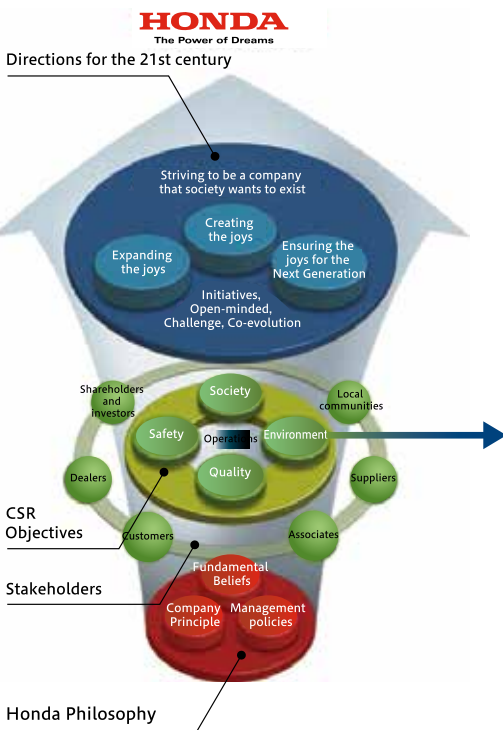 HONDA
The Power of Dreams
Directions for the 21st century
Striving to be a company
that society wants to exist
Creating
the joys
Expanding
the joys
Ensuring the
joys for the
Next Generation
Initiatives,
Open-minded,
Challenge, Co-evolution
Shareholders
and
investors
Society
Local
communities
Safety
Operations
Environment
Dealers
Quality
Suppliers
CSR
Objectives
Customers
Associates
Stakeholders
Fundamental
Beliefs
Company
Principle
Management
policies
Honda Philosophy